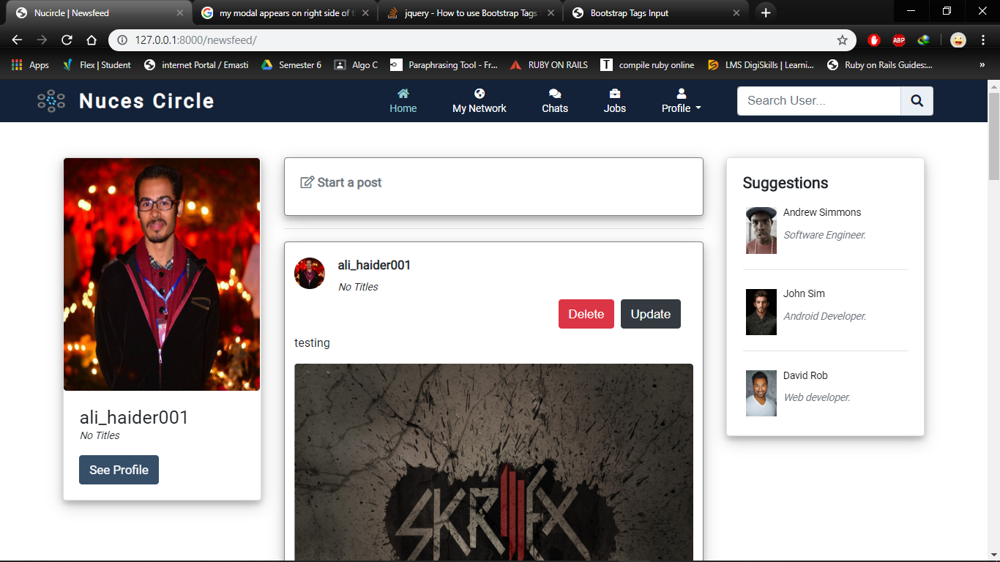 Nucircle | Newsfeed
my modal appears on right side of t
jquery - How to use Bootstrap Tags
Bootstrap Tags Input
127.0.0.1:8000/newsfeed/
ABP
Apps
Flex | Student
internet Portal / Emasti
Semester 6
Algo C
Paraphrasing Tool - Fr...
RUBY ON RAILS
T
compile ruby online
LMS DigiSkills | Learni...
Ruby on Rails Guides:...
»
Nuces Circle
Home
My Network
Chats
Jobs
Profile
Search User...
ali_haider001
No Titles
See Profile
Start a post
ali_haider001
No Titles
Delete
Update
testing
SKRILLEX
Suggestions
Andrew Simmons
Software Engineer.
John Sim
Android Developer.
David Rob
Web developer.